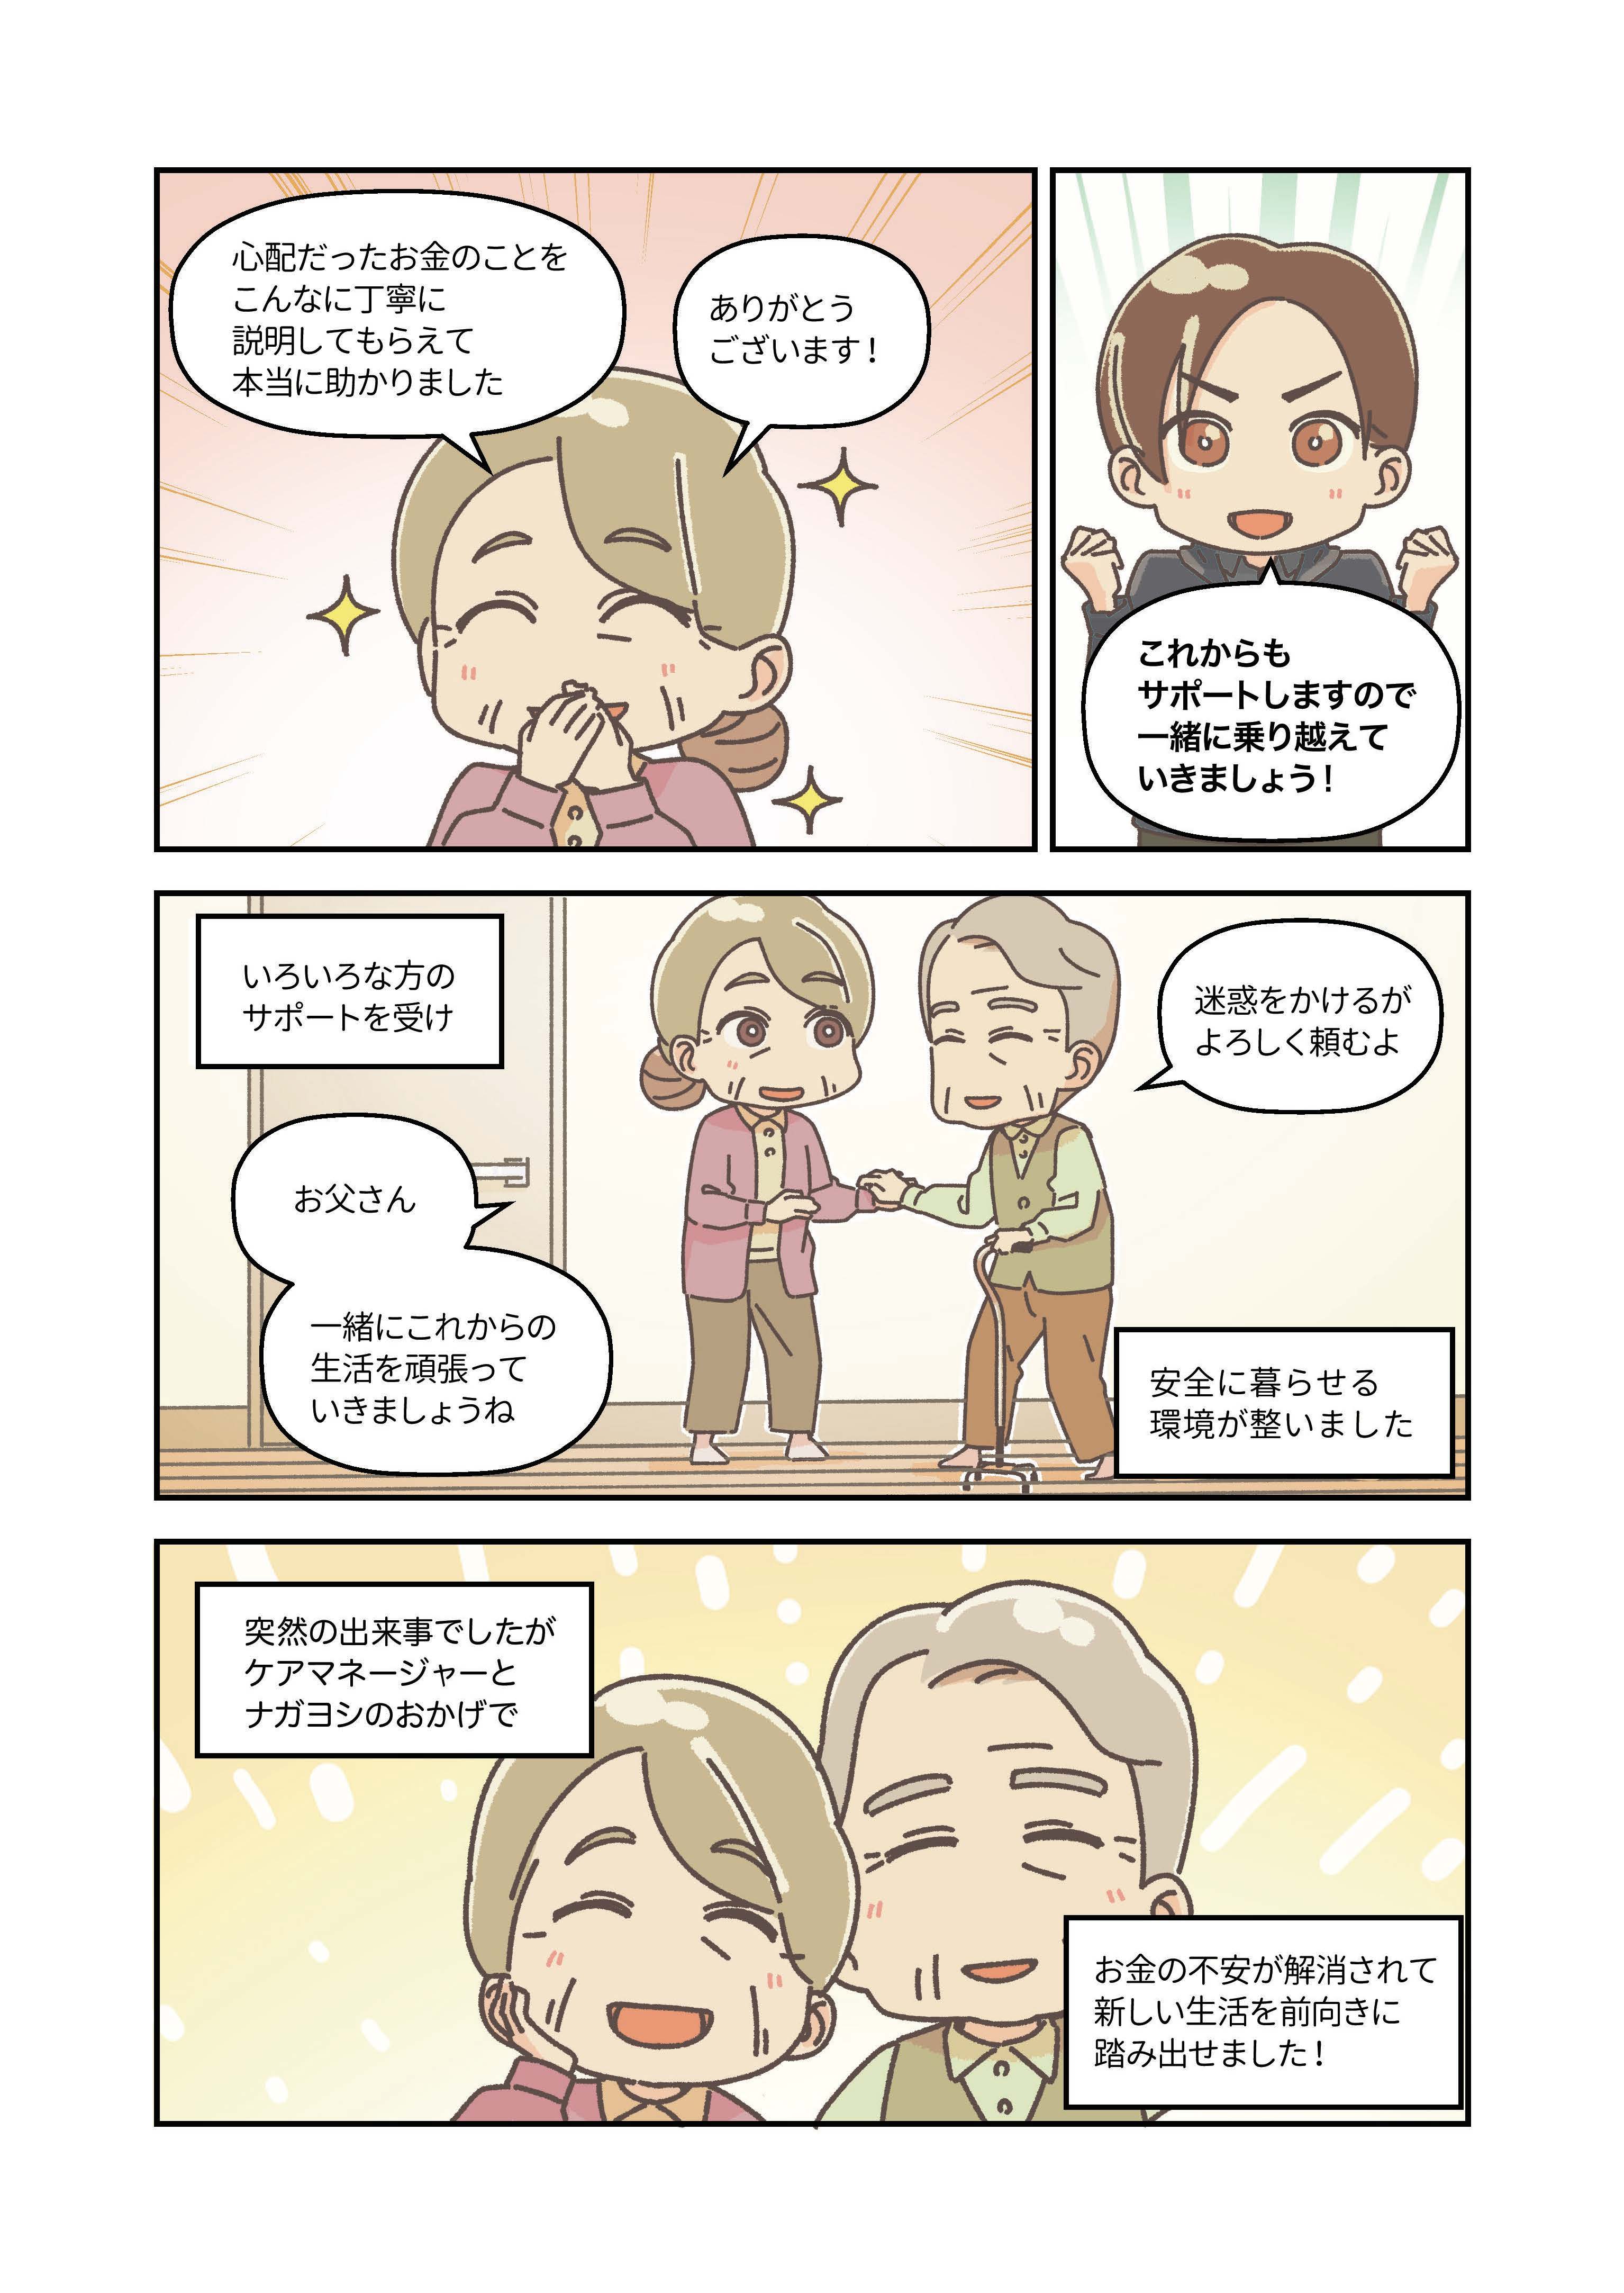 心配だったお金のことを
こんなに丁寧に
説明してもらえて
本当に助かりました
ありがとう
ございます！
これからも
サポートしますので
一緒に乗り越えて
いきましょう！
いろいろな方の
サポートを受け
お父さん
一緒にこれからの
生活を頑張って
いきましょうね
迷惑をかけるが
よろしく頼むよ
安全に暮らせる
環境が整いました
突然の出来事でしたが
ケアマネージャーと
ナガヨシのおかげで
お金の不安が解消されて
新しい生活を前向きに
踏み出せました！